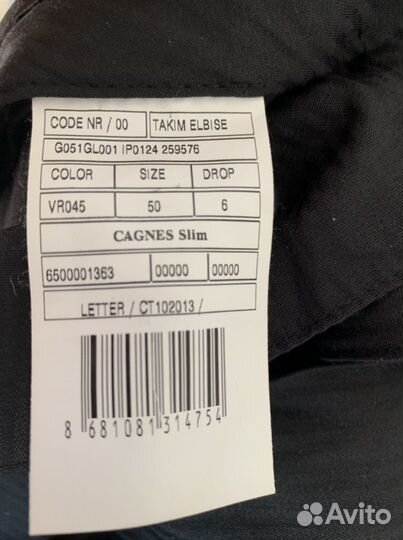 CODE NR / 00 TAKIM ELBISE
G051GL001 IP0124 259576
COLOR SIZE DROP
VR045 50 6
CAGNES Slim
6500001363 00000 00000
LETTER / CT102013 /
8 681081 314754
Avito